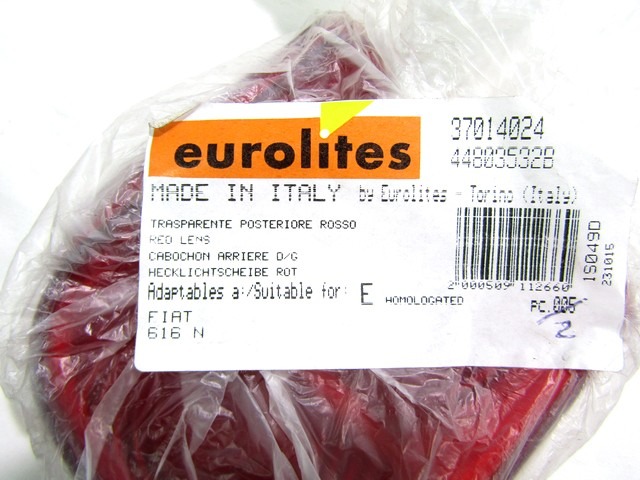 eurolites
37014024
44803532B
MADE IN ITALY by Eurolites - Torino (Italy)
TRASPARENTE POSTERIORE ROSSO
RED LENS
CABOCHON ARRIERE D/G
HECKLICHTSCHEIBE ROT
Adaptables a:/Suitable for: E HOMOLOGATED
FIAT
616 N
2 000509 112660
PC.005
2
IS049D
231015